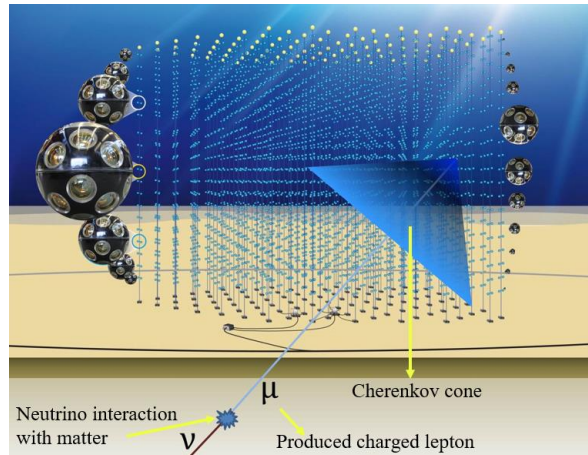 μ
Cherenkov cone
Neutrino interaction
with matter
ν
Produced charged lepton